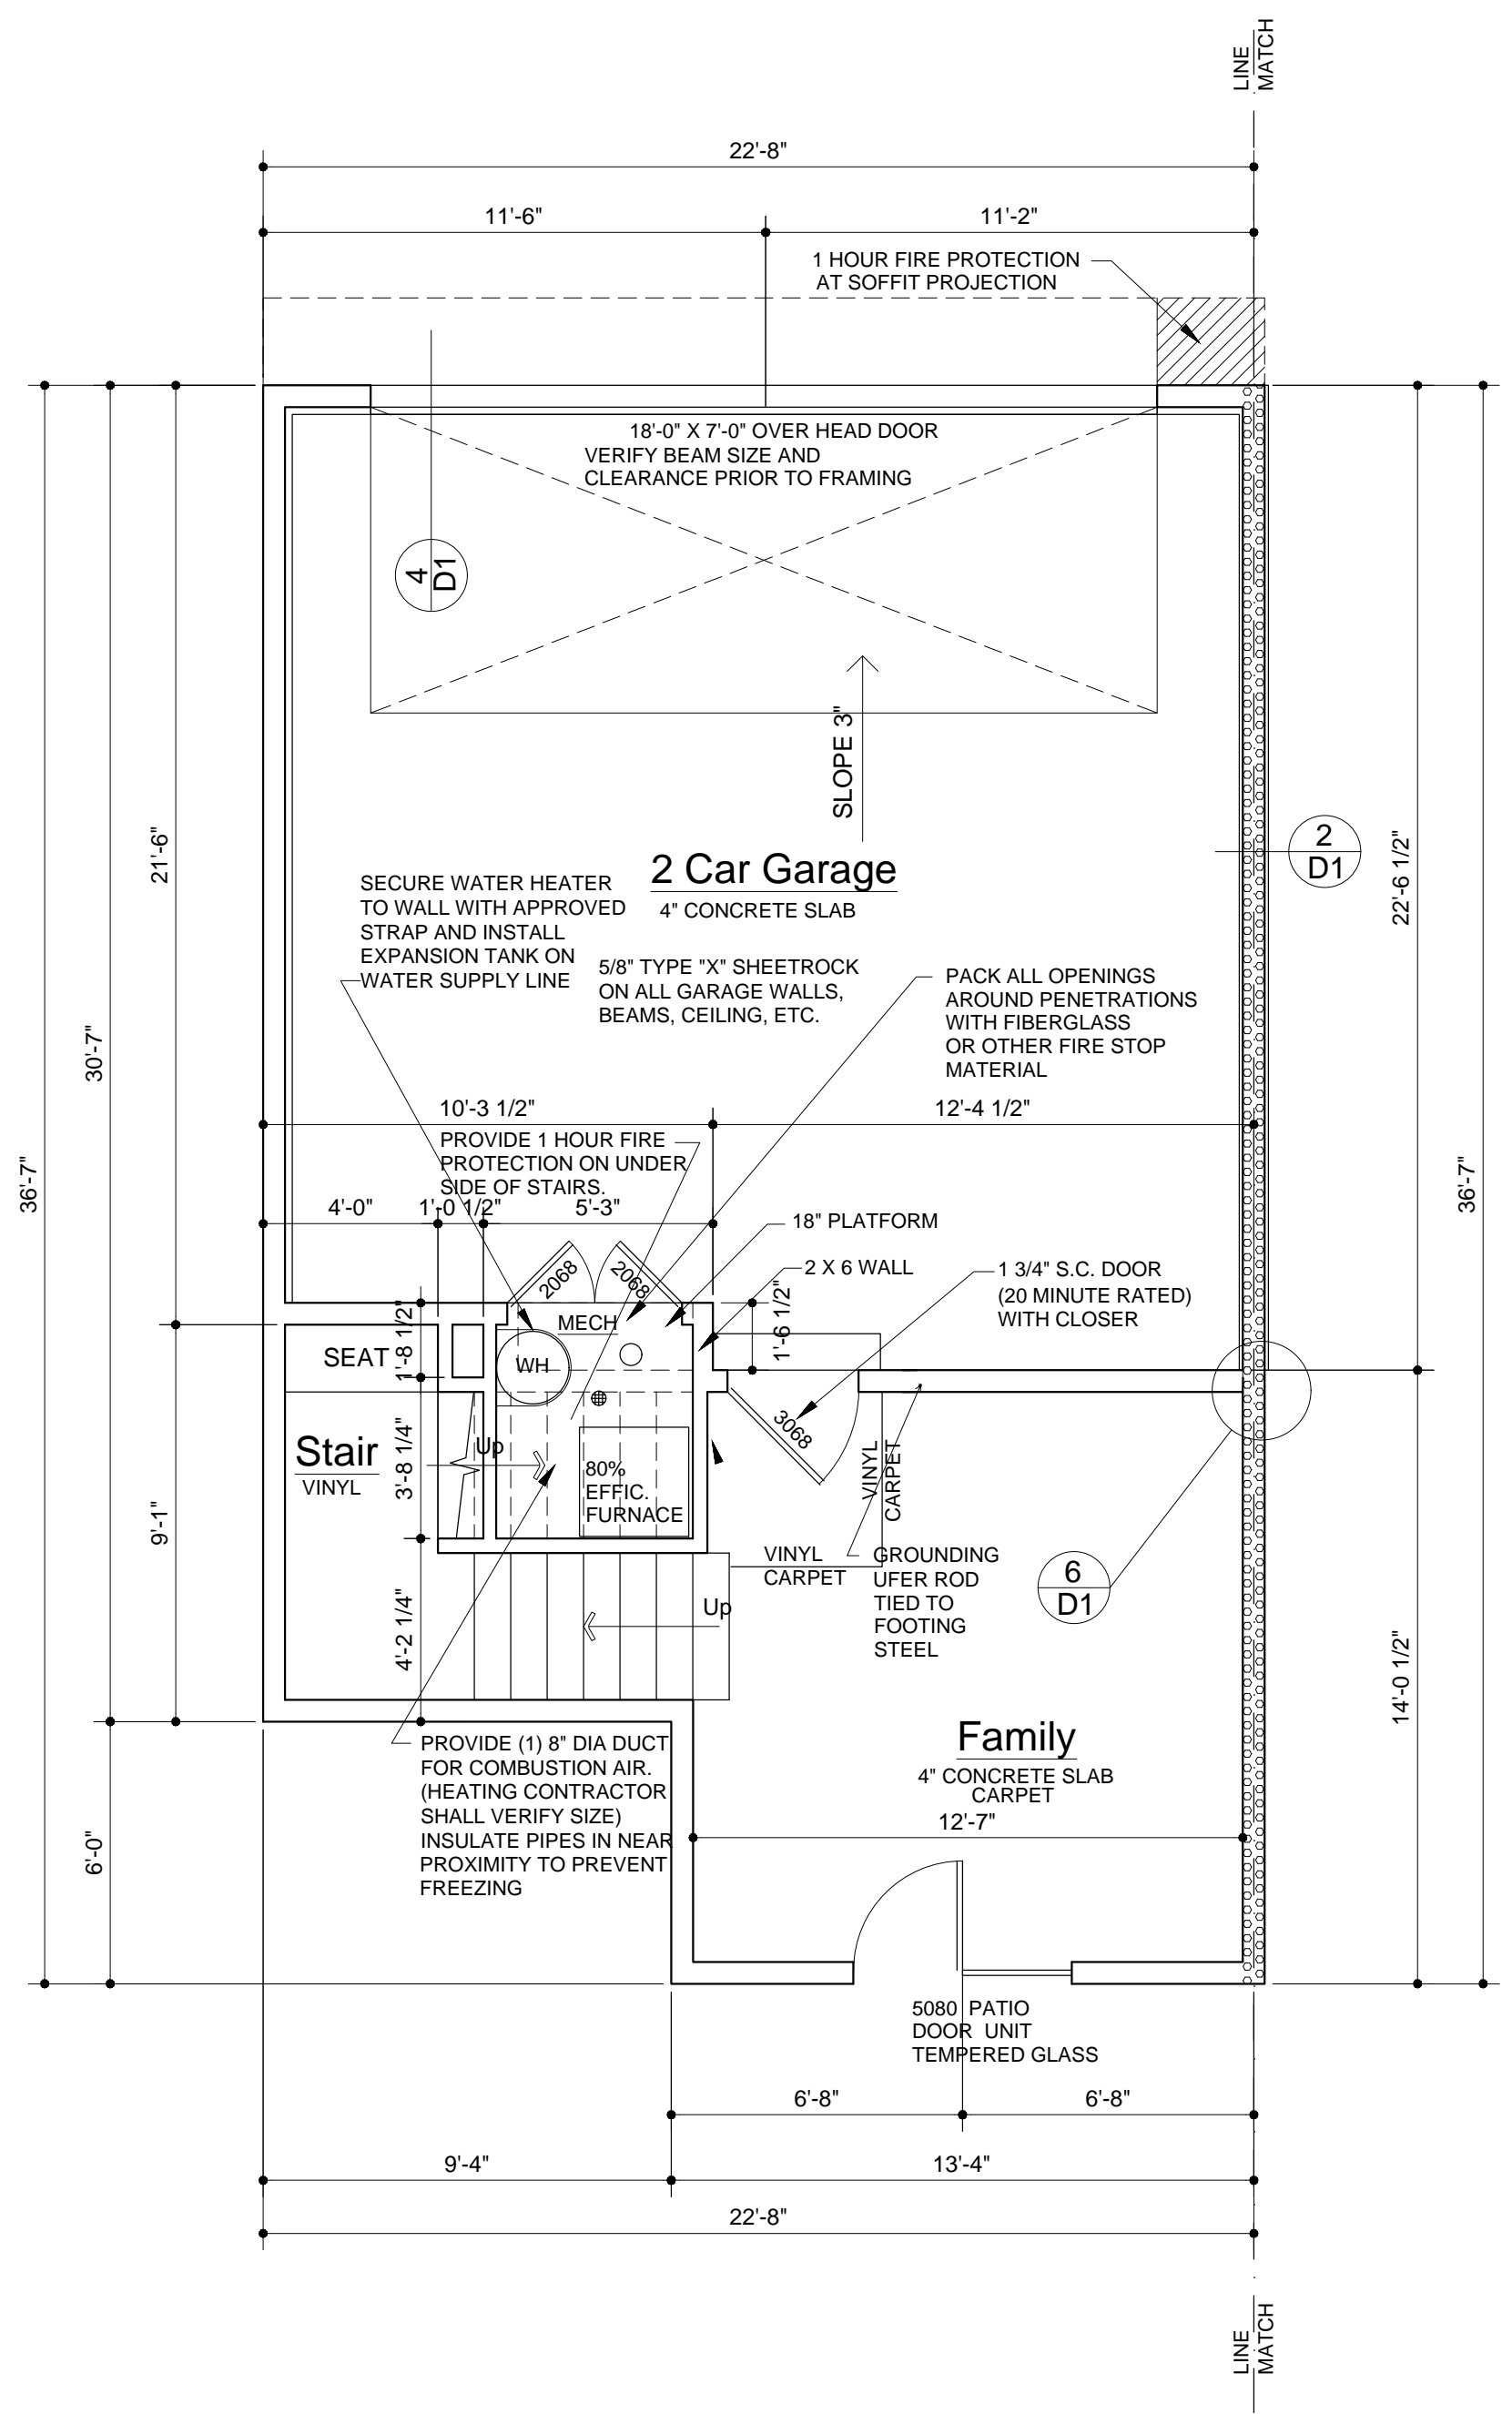 LINE
MATCH
22'-8"
11'-6"
11'-2"
1 HOUR FIRE PROTECTION
AT SOFFIT PROJECTION
18'-0" X 7'-0" OVER HEAD DOOR
VERIFY BEAM SIZE AND
CLEARANCE PRIOR TO FRAMING
4
D1
SLOPE 3"
2
D1
21'-6"
22'-6 1/2"
2 Car Garage
4" CONCRETE SLAB
SECURE WATER HEATER
TO WALL WITH APPROVED
STRAP AND INSTALL
EXPANSION TANK ON
WATER SUPPLY LINE
5/8" TYPE "X" SHEETROCK
ON ALL GARAGE WALLS,
BEAMS, CEILING, ETC.
PACK ALL OPENINGS
AROUND PENETRATIONS
WITH FIBERGLASS
OR OTHER FIRE STOP
MATERIAL
30'-7"
36'-7"
36'-7"
10'-3 1/2"
12'-4 1/2"
PROVIDE 1 HOUR FIRE
PROTECTION ON UNDER
SIDE OF STAIRS.
4'-0"
1'-0 1/2"
5'-3"
18" PLATFORM
2 X 6 WALL
1 3/4" S.C. DOOR
(20 MINUTE RATED)
WITH CLOSER
2068
2068
MECH
1'-6 1/2"
1'-8 1/2"
SEAT
WH
3068
Stair
VINYL
Up
3'-8 1/4"
80%
EFFIC.
FURNACE
VINYL
CARPET
9'-1"
VINYL
CARPET
GROUNDING
UFER ROD
TIED TO
FOOTING
STEEL
6
D1
Up
4'-2 1/4"
14'-0 1/2"
Family
4" CONCRETE SLAB
CARPET
12'-7"
PROVIDE (1) 8" DIA DUCT
FOR COMBUSTION AIR.
(HEATING CONTRACTOR
SHALL VERIFY SIZE)
INSULATE PIPES IN NEAR
PROXIMITY TO PREVENT
FREEZING
6'-0"
5080 PATIO
DOOR UNIT
TEMPERED GLASS
6'-8"
6'-8"
9'-4"
13'-4"
22'-8"
LINE
MATCH